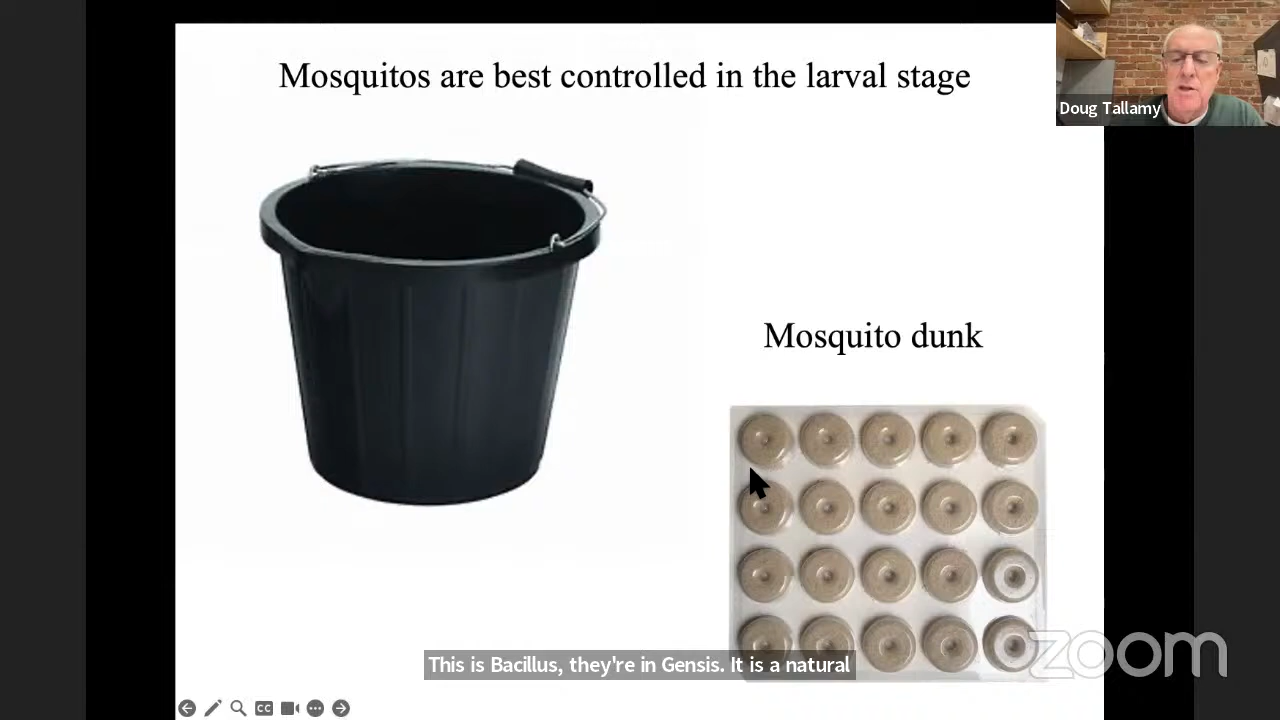 Mosquitos are best controlled in the larval stage
Doug Tallamy
Mosquito dunk
This is Bacillus, they're in Gensis. It is a natural
zoom
CC